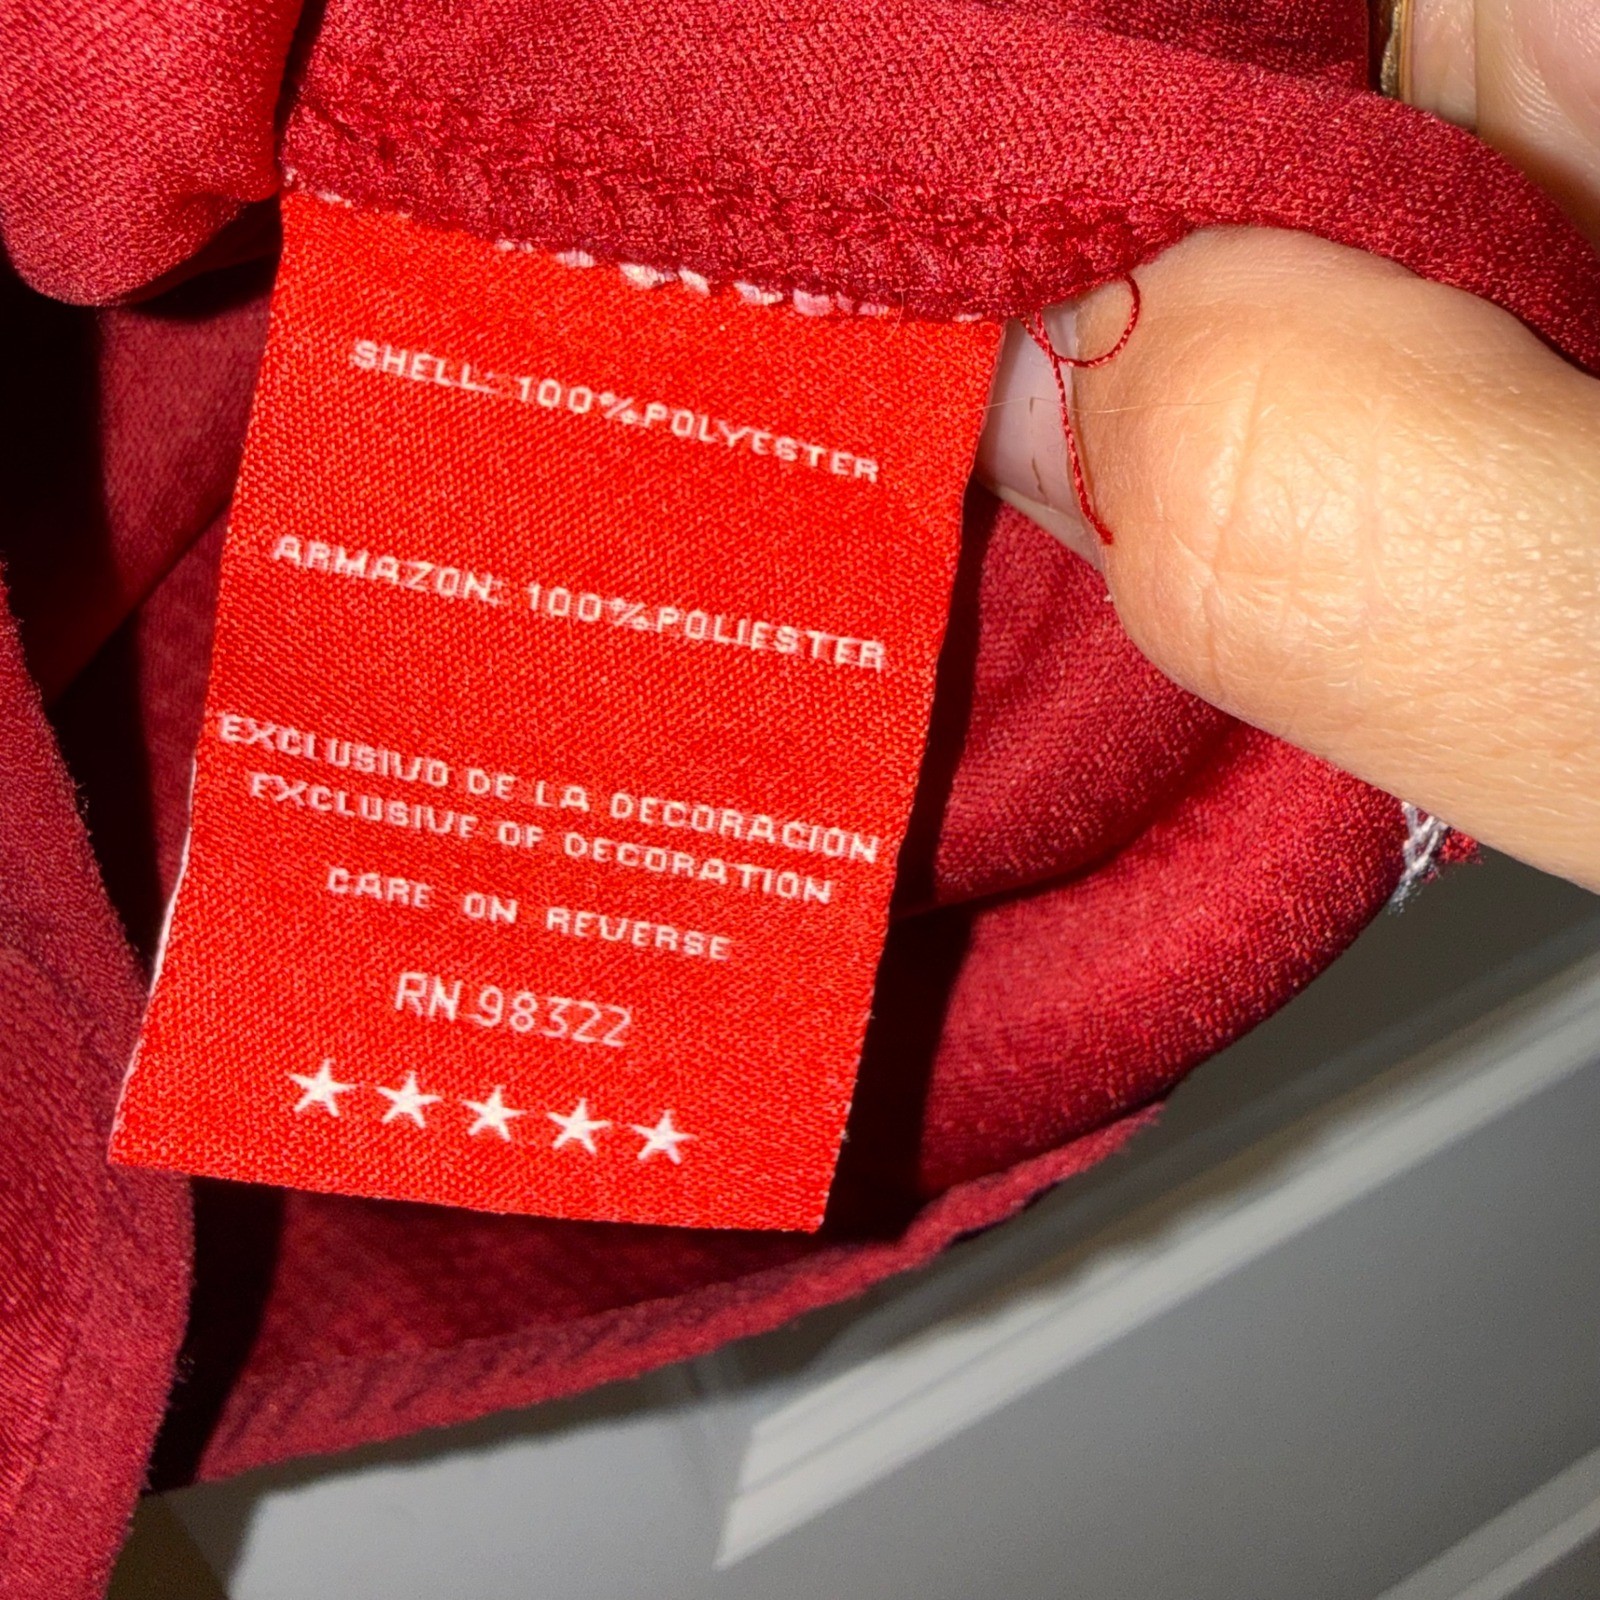 SHELL: 100%POLYESTER
ARMAZON: 100%POLIESTER
EXCLUSIVO DE LA DECORACION
EXCLUSIVE OF DECORATION
CARE ON REVERSE
RN 98322